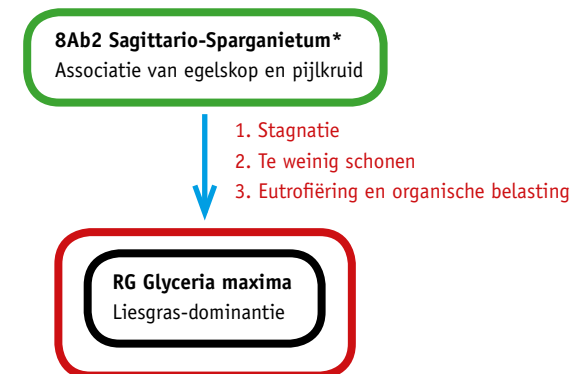 8Ab2 Sagittario-Sparganietum*
Associatie van egelskop en pijlkruid
1. Stagnatie
2. Te weinig schonen
3. Eutrofiëring en organische belasting
RG Glyceria maxima
Liesgras-dominantie